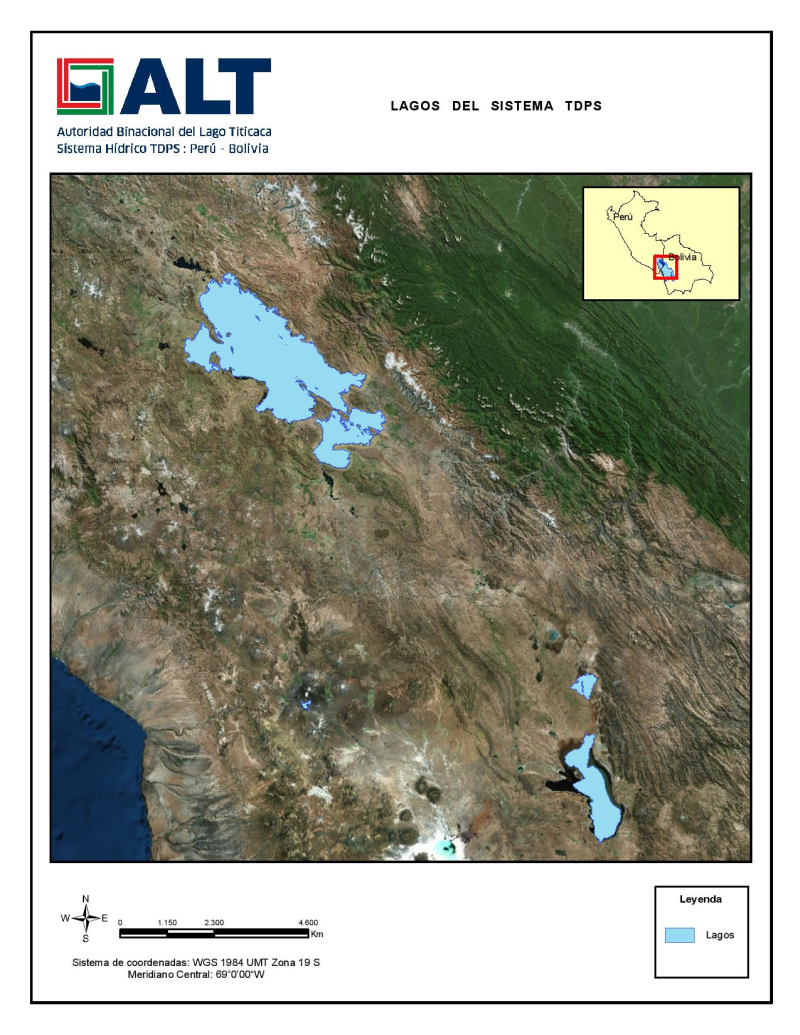 ALT
Autoridad Binacional del Lago Titicaca
Sistema Hídrico TDPS : Perú - Bolivia
LAGOS DEL SISTEMA TDPS
Perú
Bolivia
N
W E
S
0 1.150 2.300 4.600
Km
Sistema de coordenadas: WGS 1984 UMT Zona 19 S
Meridiano Central: 69°0'00"W
Leyenda
Lagos